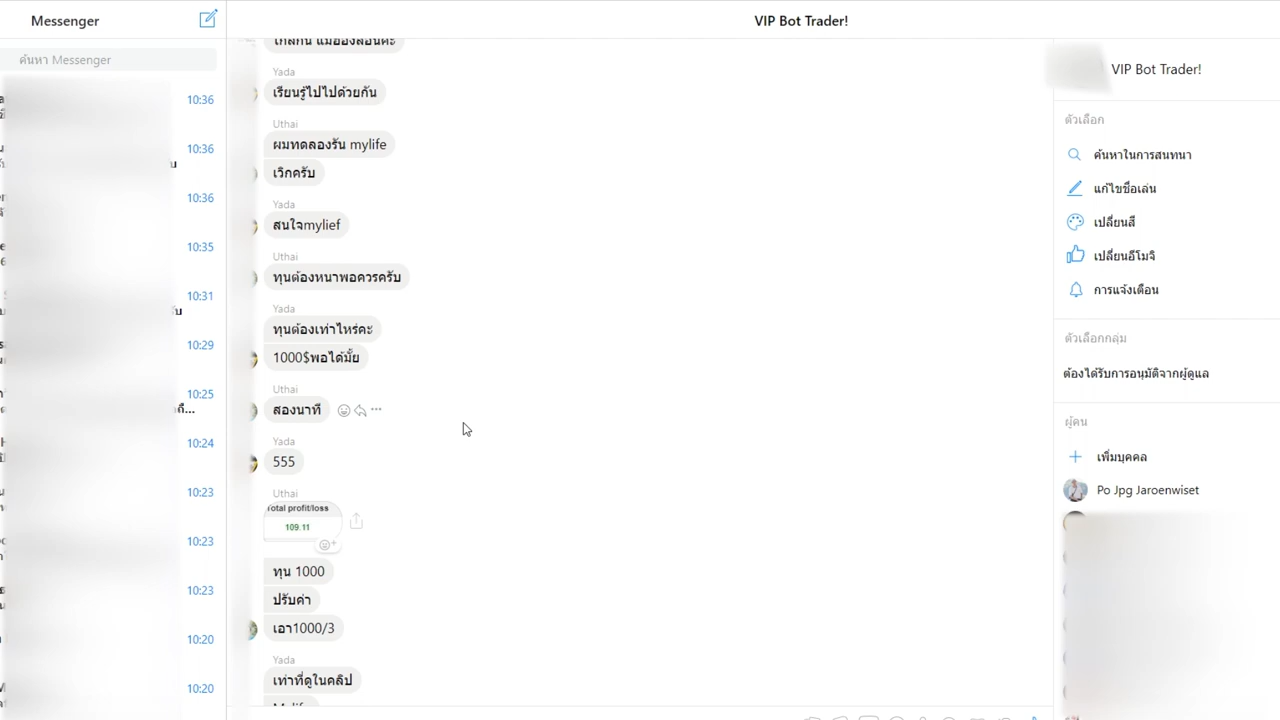 Messenger
VIP Bot Trader!
ค้นหา Messenger
10:36
10:36
10:36
10:35
10:31
10:29
10:25
10:24
10:23
10:23
10:23
10:20
10:20
Yada
เรียนรู้ไปไปด้วยกัน
Uthai
ผมทดลองรัน mylife
เวิกครับ
Yada
สนใจmylief
Uthai
ทุนต้องหนาพอควรครับ
Yada
ทุนต้องเท่าไหร่คะ
1000$พอได้มั้ย
Uthai
สองนาที
Yada
555
Uthai
Total profit/loss
109.11
ทุน 1000
ปรับค่า
เอา1000/3
Yada
เท่าที่ดูในคลิป
VIP Bot Trader!
ตัวเลือก
ค้นหาในการสนทนา
แก้ไขชื่อเล่น
เปลี่ยนสี
เปลี่ยนอีโมจิ
การแจ้งเตือน
ตัวเลือกกลุ่ม
ต้องได้รับการอนุมัติจากผู้ดูแล
ผู้คน
เพิ่มบุคคล
Po Jpg Jaroenwiset